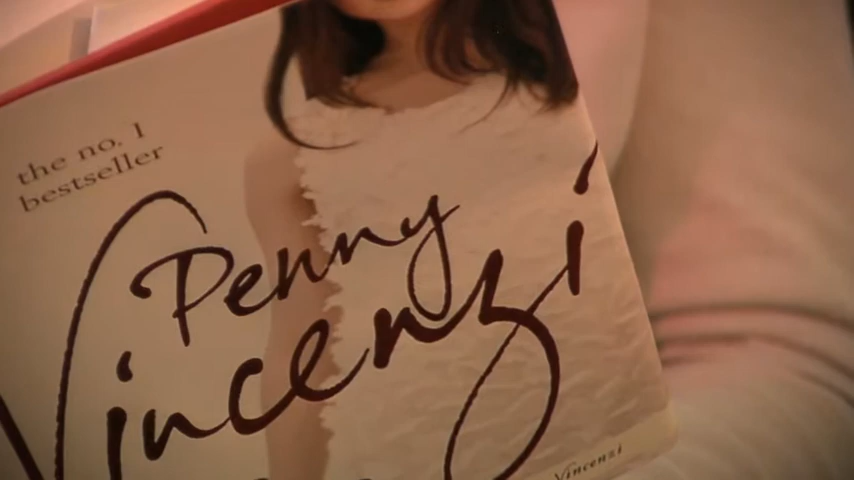 the no. 1
bestseller
Penny
Vincenzi
Vincenzi